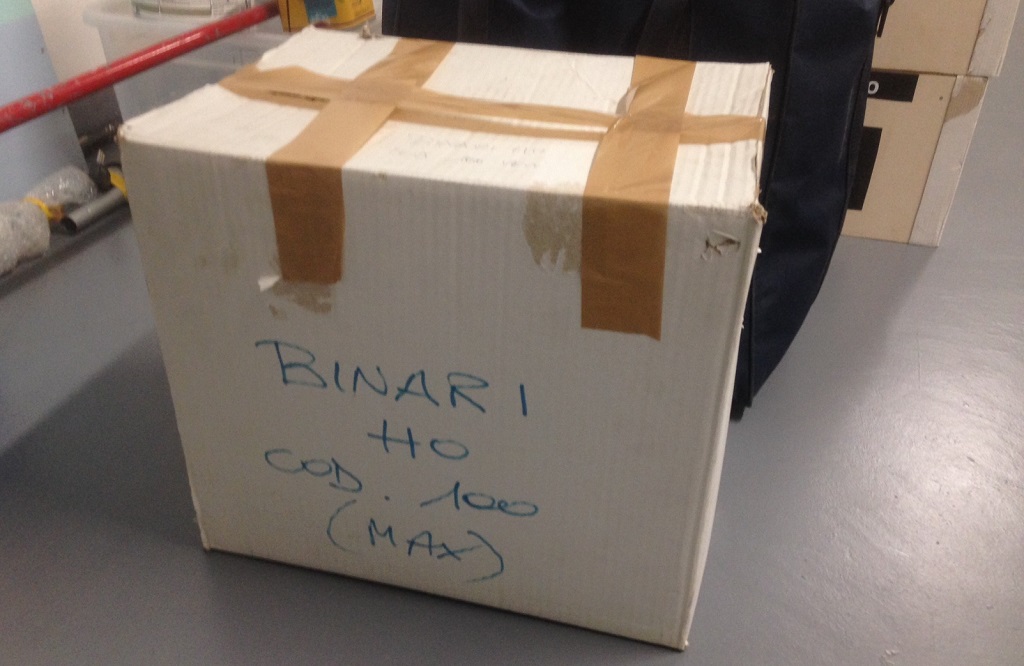 BINARI
HO
COD. 100
(MAX)